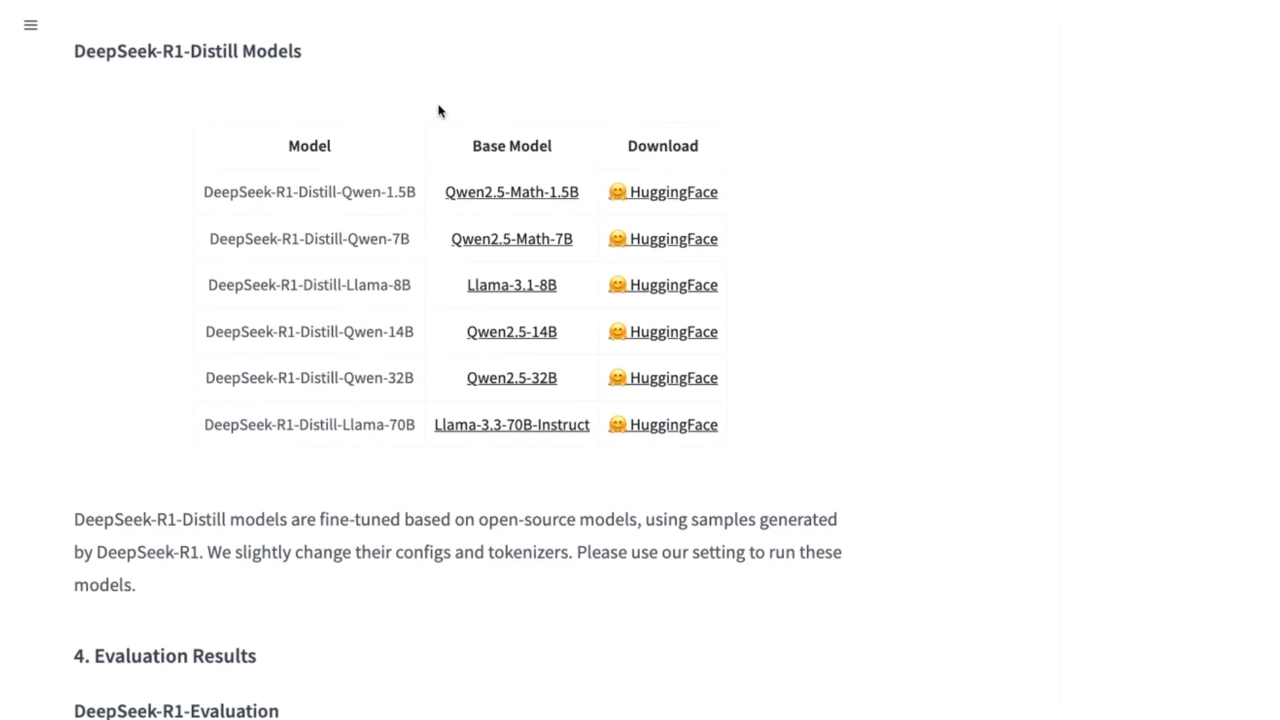 DeepSeek-R1-Distill Models
Model Base Model Download
DeepSeek-R1-Distill-Qwen-1.5B Qwen2.5-Math-1.5B 🤗 HuggingFace
DeepSeek-R1-Distill-Qwen-7B Qwen2.5-Math-7B 🤗 HuggingFace
DeepSeek-R1-Distill-Llama-8B Llama-3.1-8B 🤗 HuggingFace
DeepSeek-R1-Distill-Qwen-14B Qwen2.5-14B 🤗 HuggingFace
DeepSeek-R1-Distill-Qwen-32B Qwen2.5-32B 🤗 HuggingFace
DeepSeek-R1-Distill-Llama-70B Llama-3.3-70B-Instruct 🤗 HuggingFace
DeepSeek-R1-Distill models are fine-tuned based on open-source models, using samples generated
by DeepSeek-R1. We slightly change their configs and tokenizers. Please use our setting to run these
models.
4. Evaluation Results
DeepSeek-R1-Evaluation